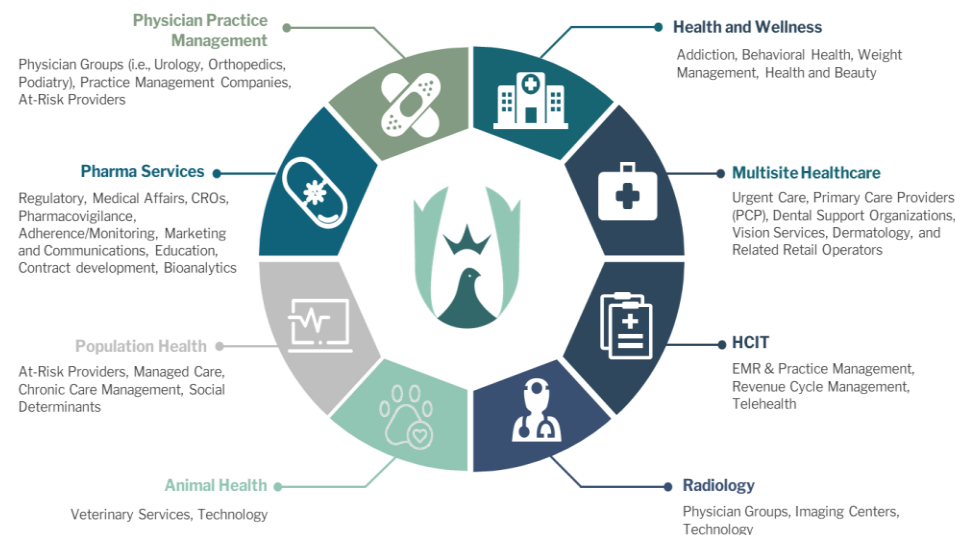 Physician Practice
Management
Physician Groups (i.e., Urology, Orthopedics,
Podiatry), Practice Management Companies,
At-Risk Providers
Health and Wellness
Addiction, Behavioral Health, Weight
Management, Health and Beauty
Pharma Services
Regulatory, Medical Affairs, CROs,
Pharmacovigilance,
Adherence/Monitoring, Marketing
and Communications, Education,
Contract development, Bioanalytics
Multisite Healthcare
Urgent Care, Primary Care Providers
(PCP), Dental Support Organizations,
Vision Services, Dermatology, and
Related Retail Operators
Population Health
At-Risk Providers, Managed Care,
Chronic Care Management, Social
Determinants
HCIT
EMR & Practice Management,
Revenue Cycle Management,
Telehealth
Animal Health
Veterinary Services, Technology
Radiology
Physician Groups, Imaging Centers,
Technology